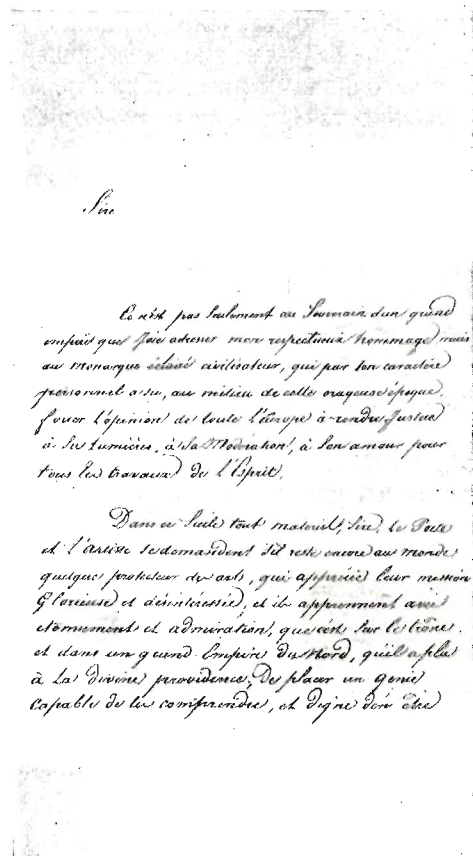 Sire
Ce n'est pas seulement au Souverain d'un grand
empire que j'ose adresser mon respectueux hommage mais
au monarque éclairé civilisateur, qui par son caractère
personnel a su, au milieu de cette orageuse époque,
forcer l'opinion de toute l'Europe à rendre Justice
à ses lumières, à sa Modération, à son amour pour
tous les travaux de l'Esprit.
Dans ce Siècle tout matériel, Sire, le Poète
et l'Artiste se demandent s'il reste encore au monde
quelque protecteur des arts, qui apprécie leur mission
Glorieuse et désintéressée, et ils apprennent avec
étonnement et admiration, que c'est sur le trône
et dans un grand Empire du Nord, qu'il a plu
à la divine providence, De placer un génie
capable de les comprendre, et digne d'en être